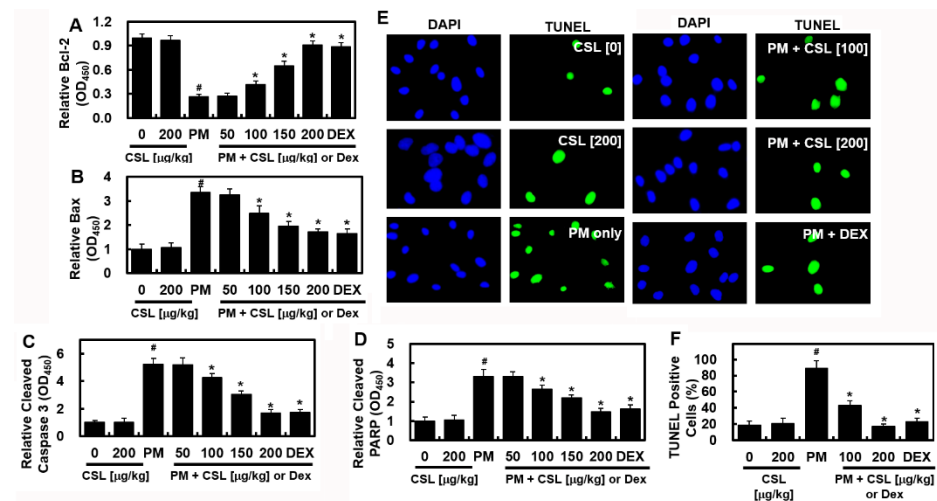 A
Relative Bcl-2
(OD450)
1.2
0.9
0.6
0.3
0
#
* * * * *
0 200 PM 50 100 150 200 DEX
CSL [µg/kg] PM + CSL [µg/kg] or Dex
B
Relative Bax
(OD450)
4
3
2
1
0
#
* * * *
0 200 PM 50 100 150 200 DEX
CSL [µg/kg] PM + CSL [µg/kg] or Dex
E
DAPI TUNEL DAPI TUNEL
CSL [0] PM + CSL [100]
CSL [200] PM + CSL [200]
PM only PM + DEX
C
Relative Cleaved
Caspase 3 (OD450)
6
4
2
0
#
* * * *
0 200 PM 50 100 150 200 DEX
CSL [µg/kg] PM + CSL [µg/kg] or Dex
D
Relative Cleaved
PARP (OD450)
4
3
2
1
0
#
* * * *
0 200 PM 50 100 150 200 DEX
CSL [µg/kg] PM + CSL [µg/kg] or Dex
F
TUNEL Positive
Cells (%)
100
80
60
40
20
0
#
* * *
0 200 PM 100 200 DEX
CSL PM + CSL [µg/kg]
[µg/kg] or Dex